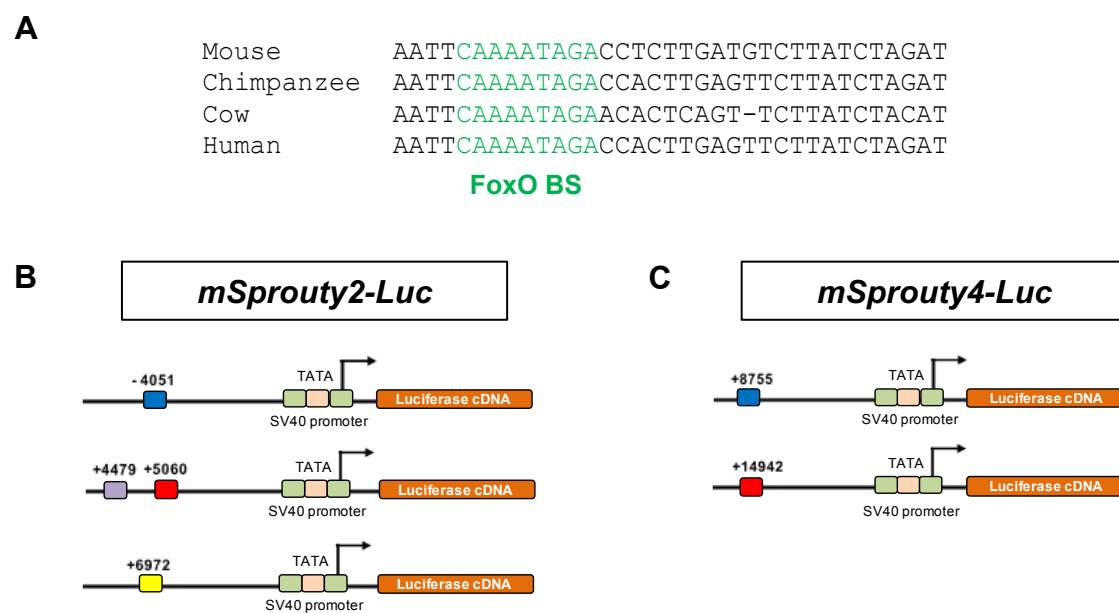 A
Mouse AATTCAAAATAGACCTCTTGATGTCTTATCTAGAT
Chimpanzee AATTCAAAATAGACCACTTGAGTTCTTATCTAGAT
Cow AATTCAAAATAGAACACTCAGT-TCTTATCTACAT
Human AATTCAAAATAGACCACTTGAGTTCTTATCTAGAT
FoxO BS
B
mSprouty2-Luc
-4051
TATA
Luciferase cDNA
SV40 promoter
+4479 +5060
TATA
Luciferase cDNA
SV40 promoter
+6972
TATA
Luciferase cDNA
SV40 promoter
C
mSprouty4-Luc
+8755
TATA
Luciferase cDNA
SV40 promoter
+14942
TATA
Luciferase cDNA
SV40 promoter